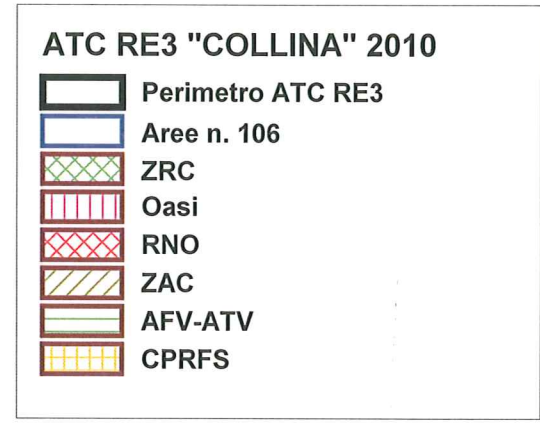 ATC RE3 "COLLINA" 2010
Perimetro ATC RE3
Aree n. 106
ZRC
Oasi
RNO
ZAC
AFV-ATV
CPRFS